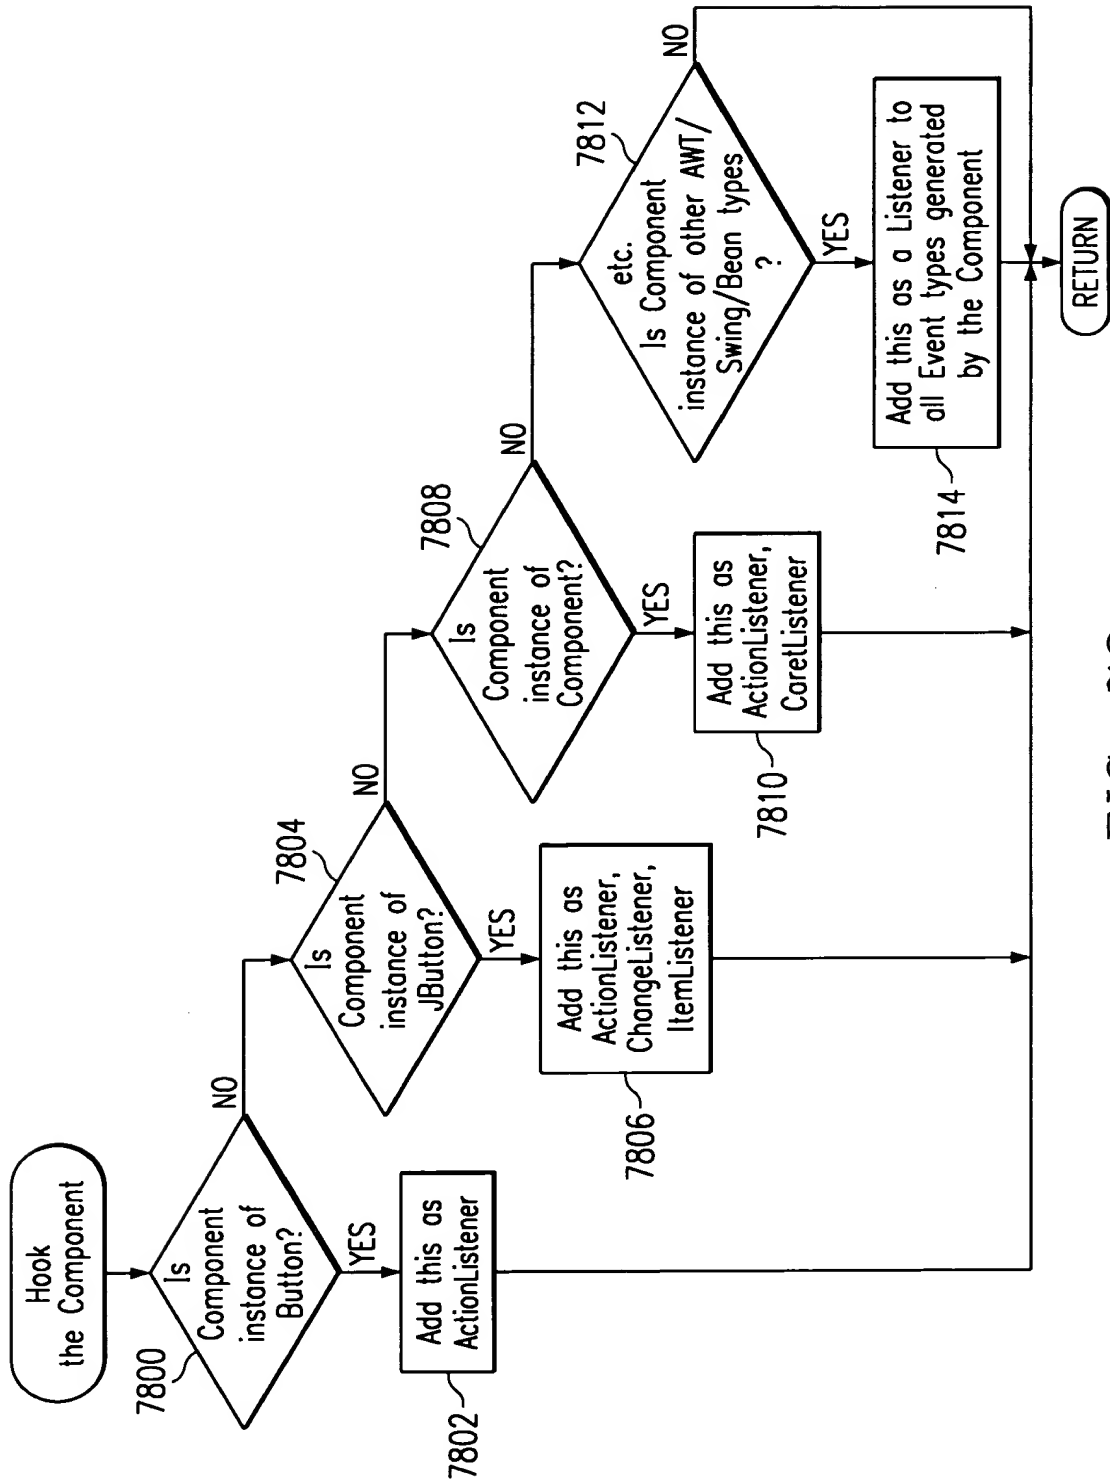 Hook
the Component
7800
Is
Component
instance of
Button?
NO
YES
7802
Add this as
ActionListener
7804
Is
Component
instance of
JButton?
NO
YES
7806
Add this as
ActionListener,
ChangeListener,
ItemListener
7808
Is
Component
instance of
Component?
NO
YES
7810
Add this as
ActionListener,
CaretListener
7812
etc.
Is Component
instance of other AWT/
Swing/Bean types
?
NO
YES
7814
Add this as a Listener to
all Event types generated
by the Component
RETURN